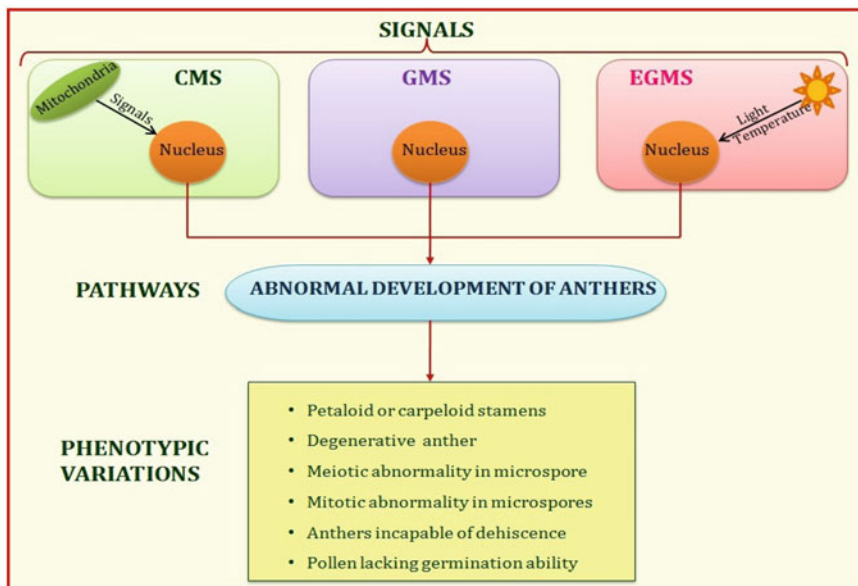 SIGNALS
CMS
Mitochondria
Signals
Nucleus
GMS
Nucleus
EGMS
Light
Temperature
Nucleus
PATHWAYS
ABNORMAL DEVELOPMENT OF ANTHERS
PHENOTYPIC
VARIATIONS
• Petaloid or carpeloid stamens
• Degenerative anther
• Meiotic abnormality in microspore
• Mitotic abnormality in microspores
• Anthers incapable of dehiscence
• Pollen lacking germination ability